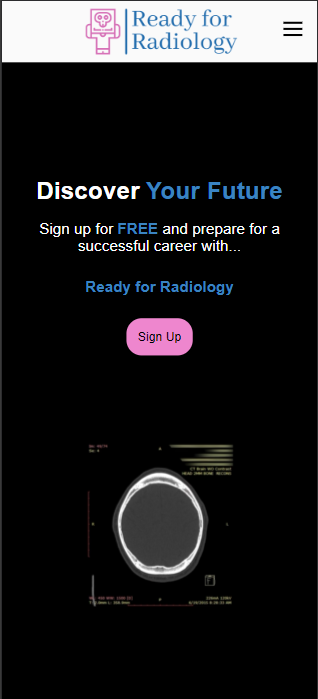 Ready for
Radiology
Discover Your Future
Sign up for FREE and prepare for a
successful career with...
Ready for Radiology
Sign Up